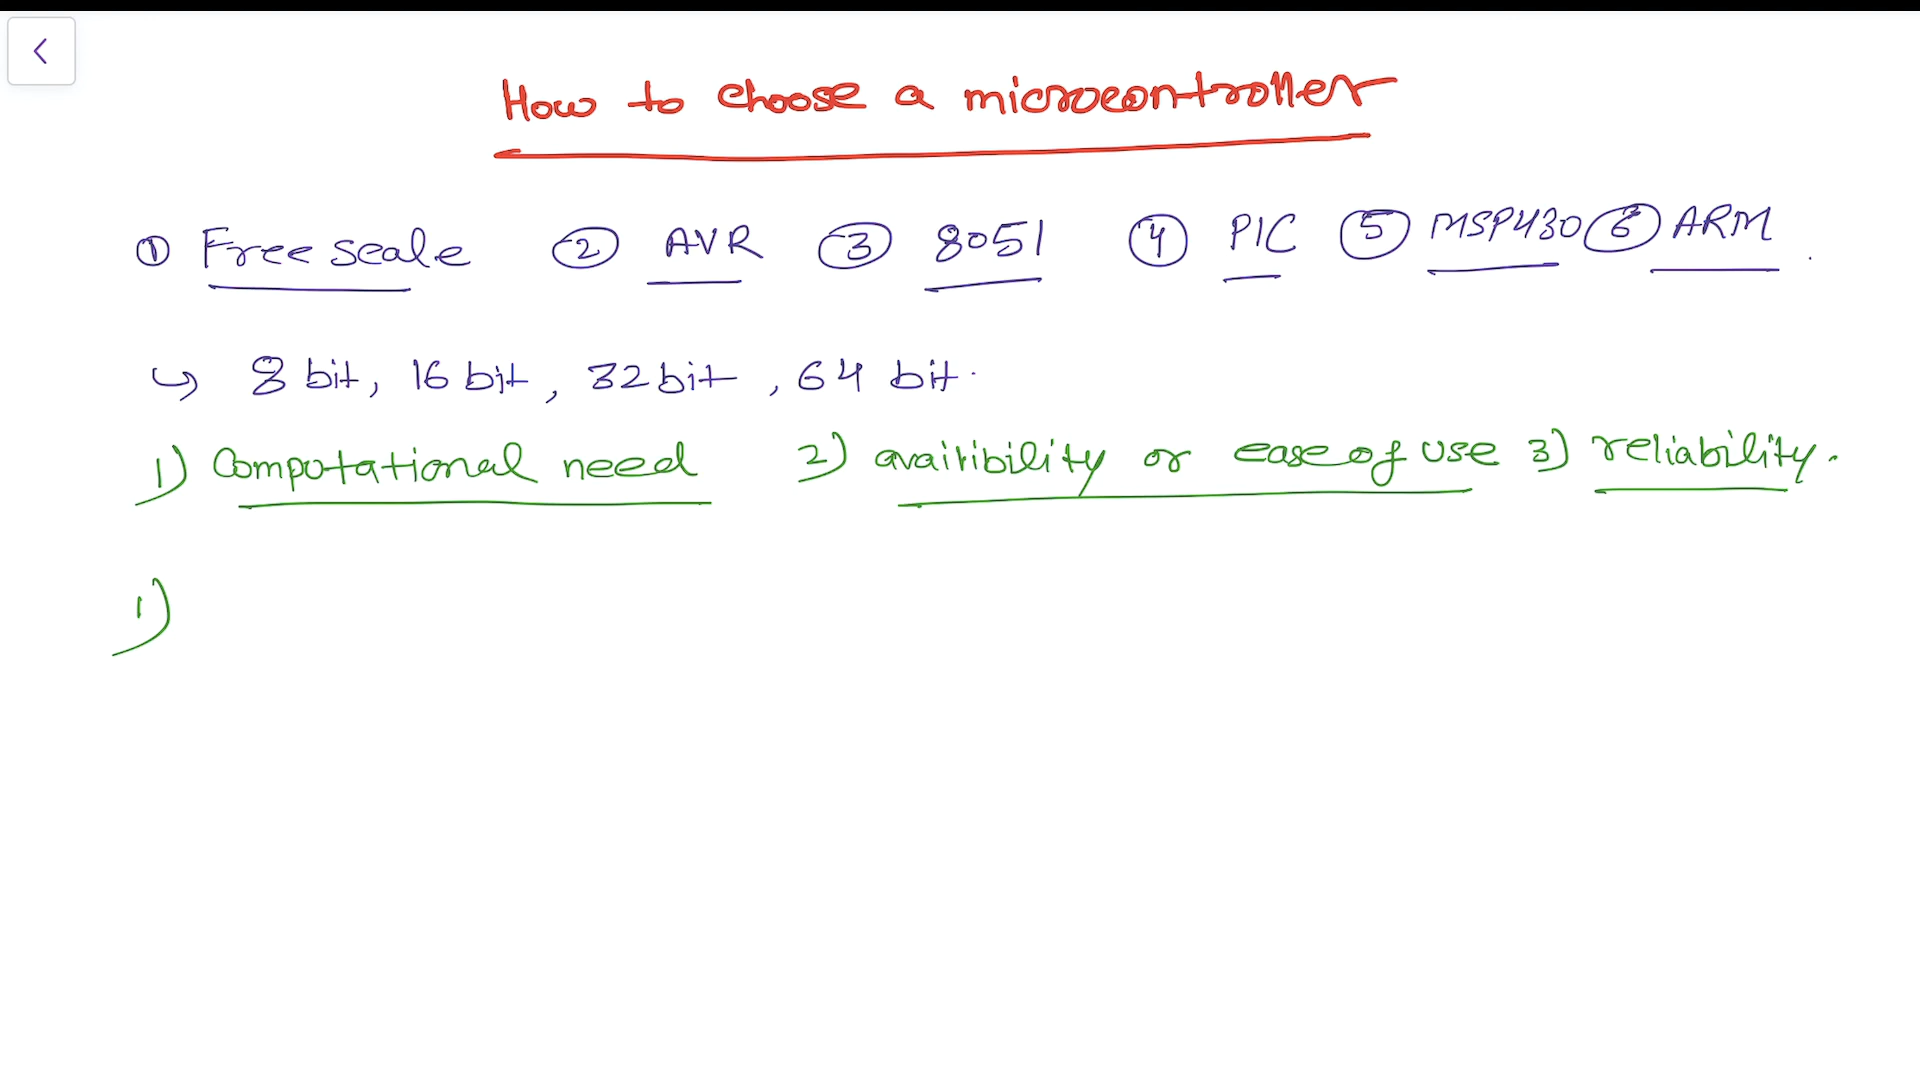 How to choose a microcontroller
① Free scale ② AVR ③ 8051 ④ PIC ⑤ MSP430 ⑥ ARM
↪ 8 bit, 16 bit, 32 bit, 64 bit.
1) Computational need 2) avairibility or ease of use 3) reliability.
1)